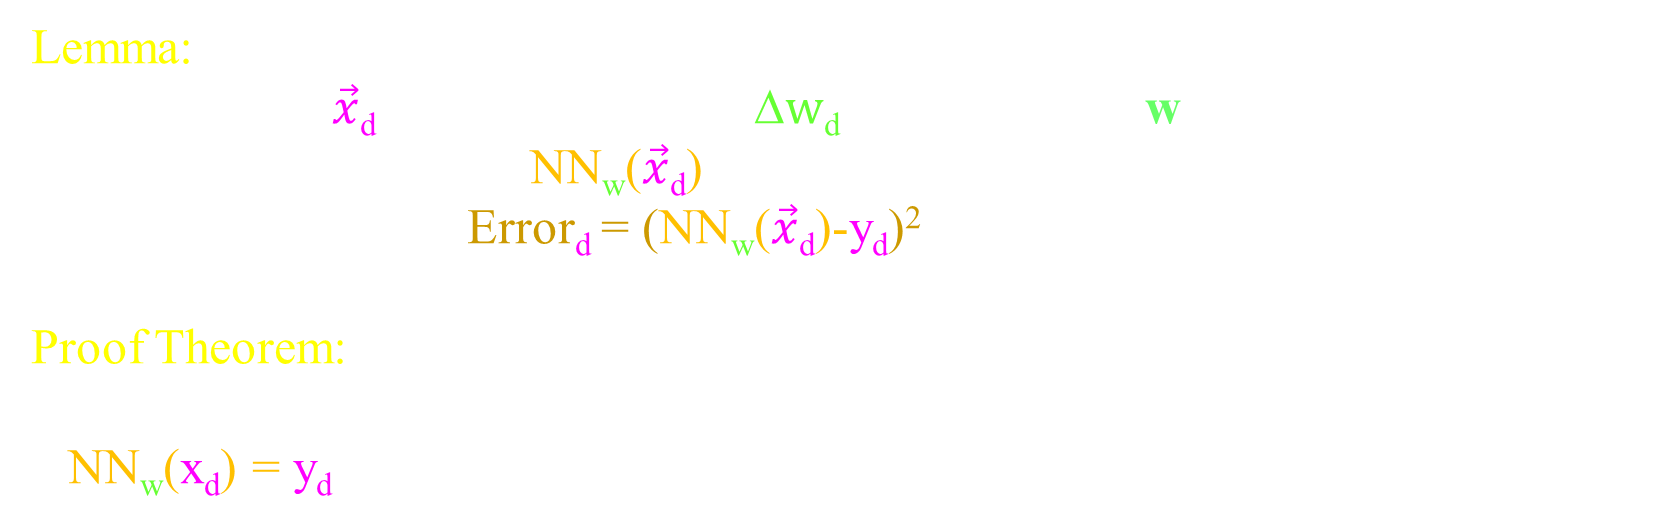 Lemma:
x⃗d Δwd w
NNw(x⃗d)
Errord = (NNw(x⃗d)-yd)²
Proof Theorem:
NNw(xd) = yd